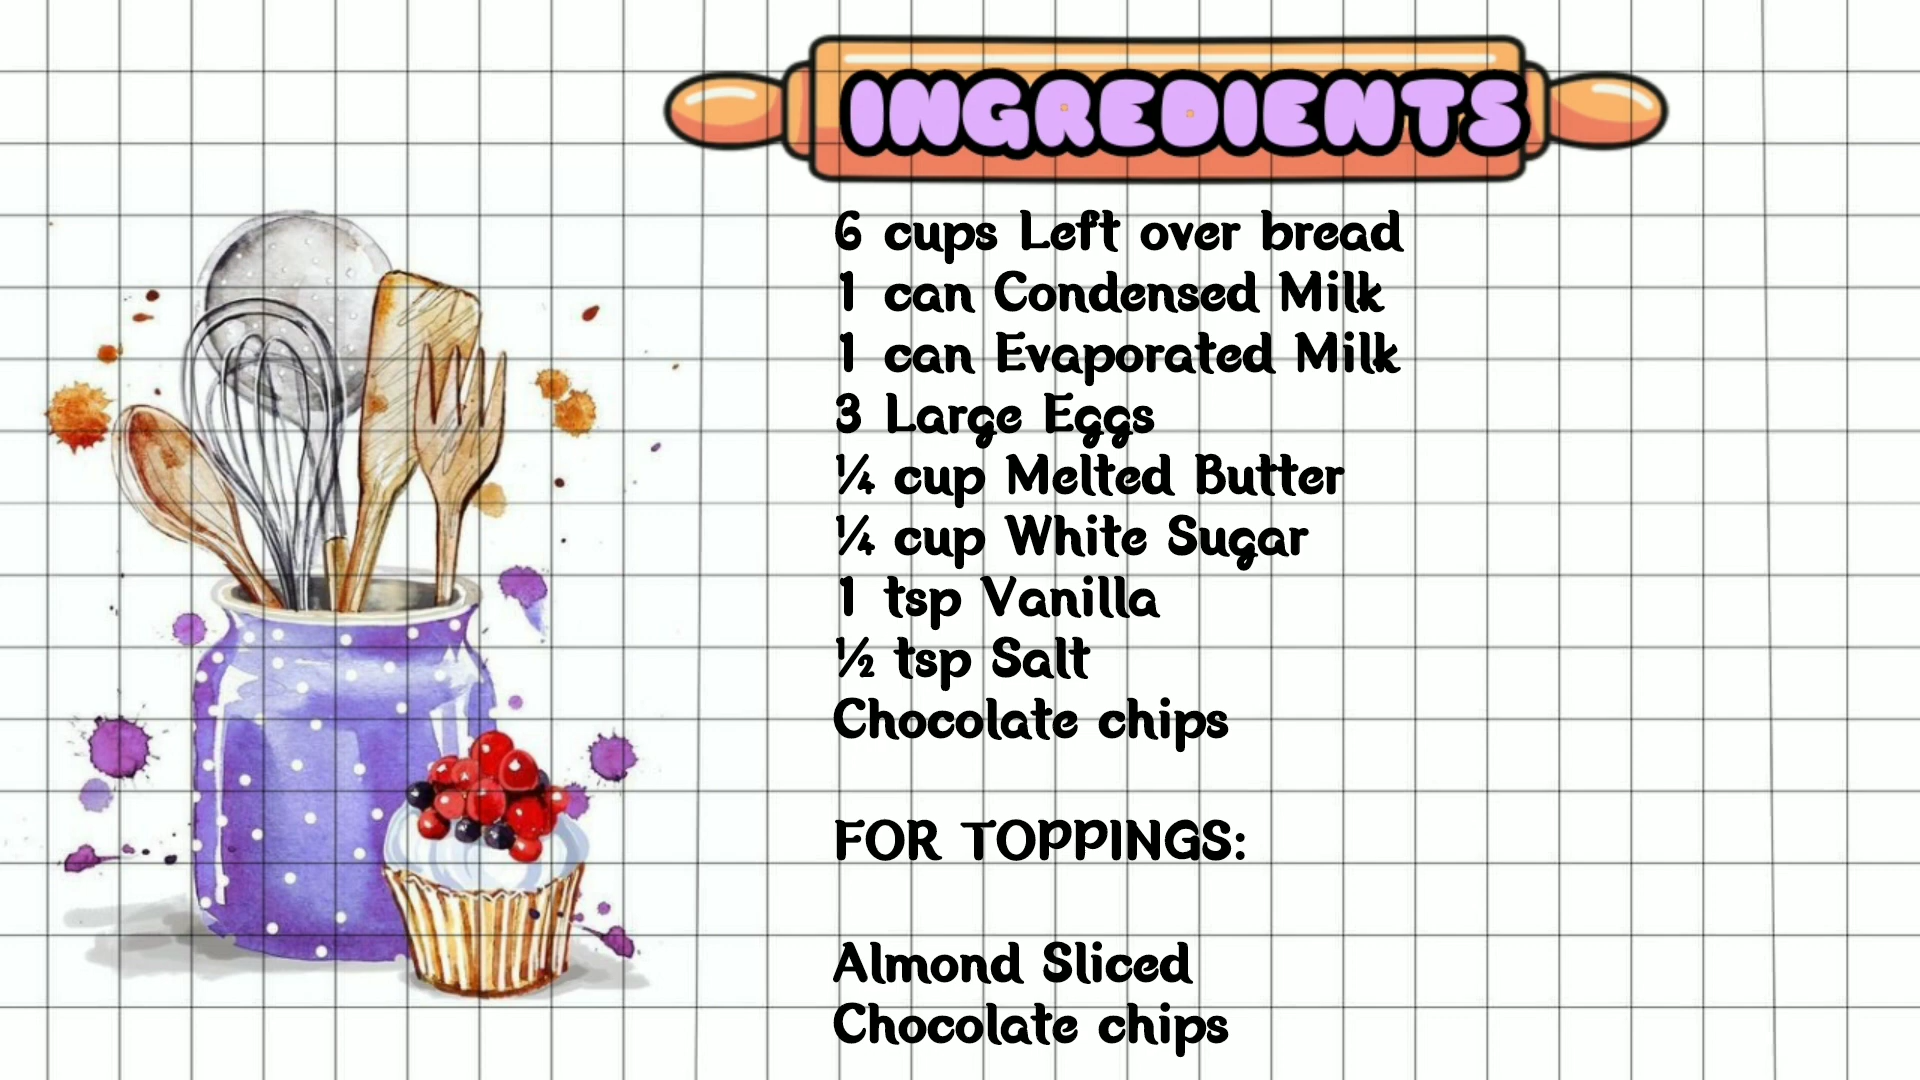 INGREDIENTS
6 cups Left over bread
1 can Condensed Milk
1 can Evaporated Milk
3 Large Eggs
¼ cup Melted Butter
¼ cup White Sugar
1 tsp Vanilla
½ tsp Salt
Chocolate chips
FOR TOPPINGS:
Almond Sliced
Chocolate chips